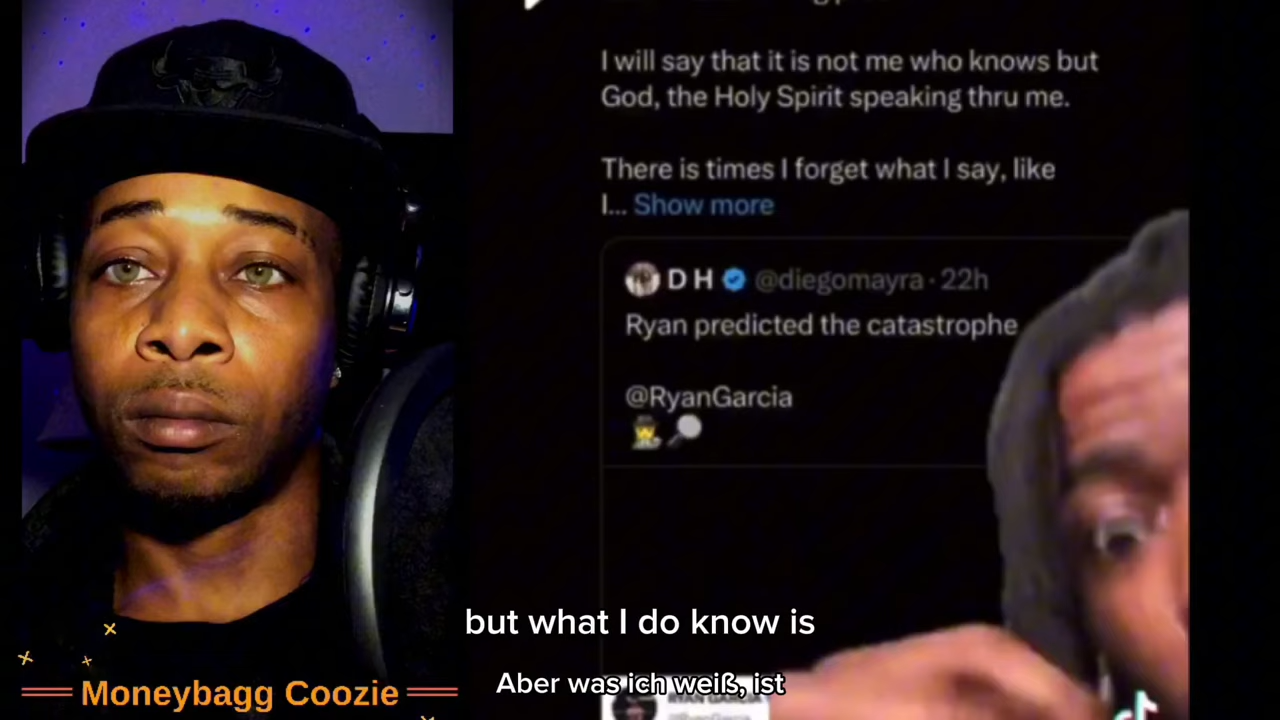 I will say that it is not me who knows but
God, the Holy Spirit speaking thru me.
There is times I forget what I say, like
I... Show more
D H @diegomayra · 22h
Ryan predicted the catastrophe
@RyanGarcia
but what I do know is
Aber was ich weiß, ist
Moneybagg Coozie